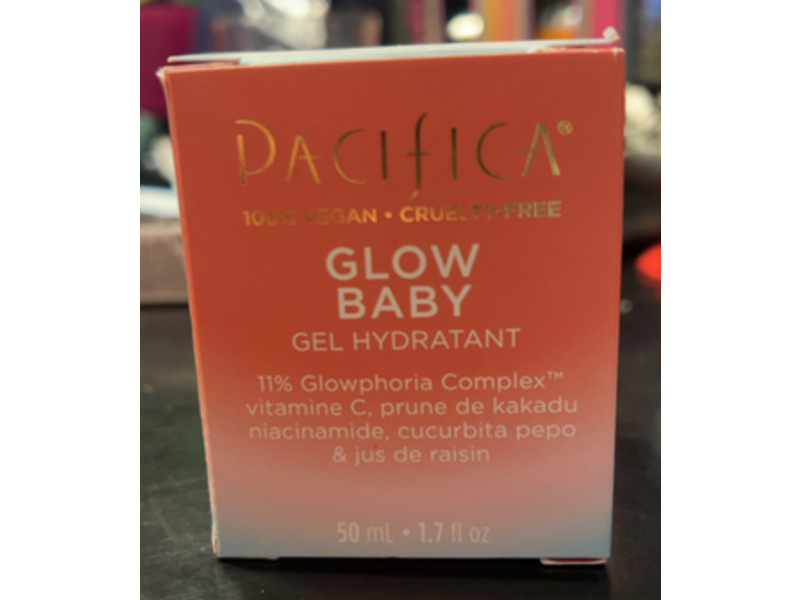 PACIFICA®
100% VEGAN • CRUELTY-FREE
GLOW
BABY
GEL HYDRATANT
11% Glowphoria Complex™
vitamine C, prune de kakadu
niacinamide, cucurbita pepo
& jus de raisin
50 mL • 1.7 fl oz